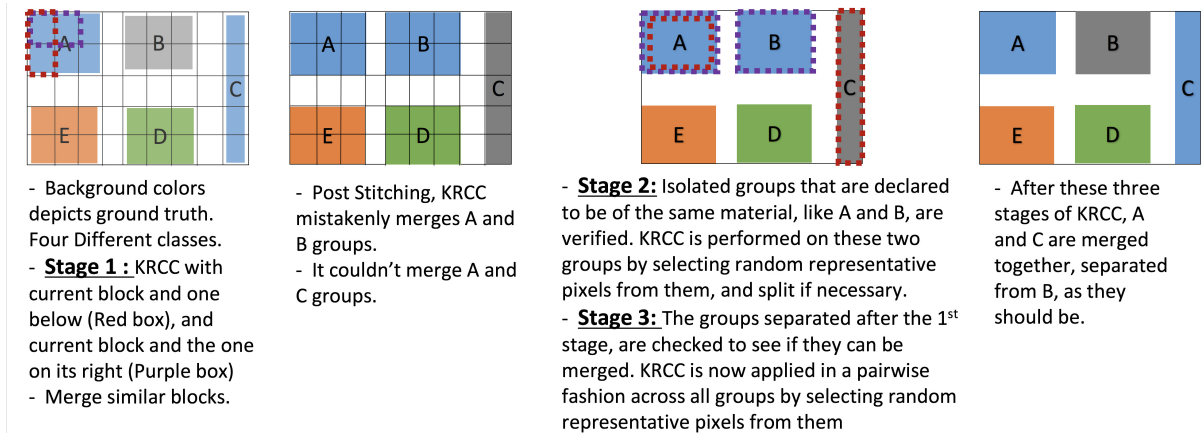 A
B
C
E
D
- Background colors
depicts ground truth.
Four Different classes.
- Stage 1 : KRCC with
current block and one
below (Red box), and
current block and the one
on its right (Purple box)
- Merge similar blocks.
A
B
C
E
D
- Post Stitching, KRCC
mistakenly merges A and
B groups.
- It couldn’t merge A and
C groups.
A
B
C
E
D
- Stage 2: Isolated groups that are declared
to be of the same material, like A and B, are
verified. KRCC is performed on these two
groups by selecting random representative
pixels from them, and split if necessary.
- Stage 3: The groups separated after the 1st
stage, are checked to see if they can be
merged. KRCC is now applied in a pairwise
fashion across all groups by selecting random
representative pixels from them
A
B
C
E
D
- After these three
stages of KRCC, A
and C are merged
together, separated
from B, as they
should be.